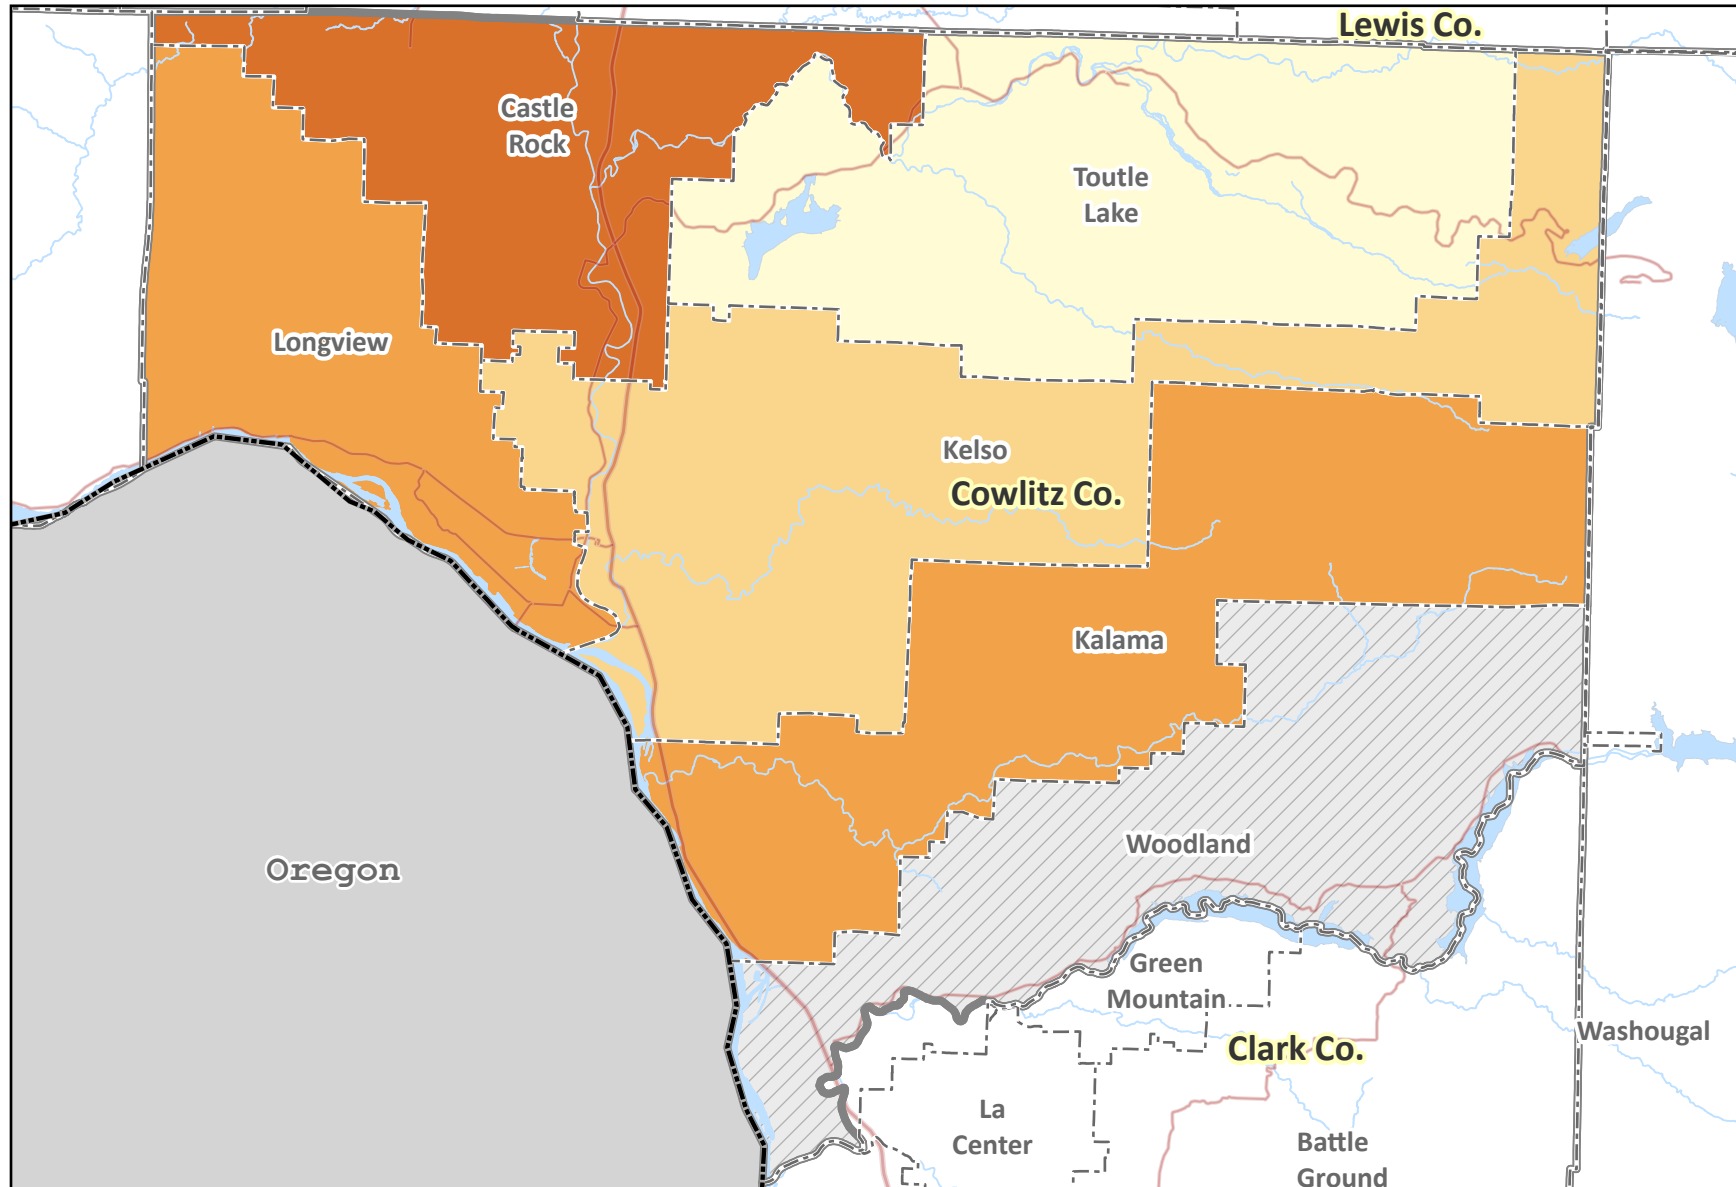 Lewis Co.
Castle
Rock
Toutle
Lake
Longview
Kelso
Cowlitz Co.
Kalama
Woodland
Oregon
Green
Mountain
Washougal
Clark Co.
La
Center
Battle
Ground